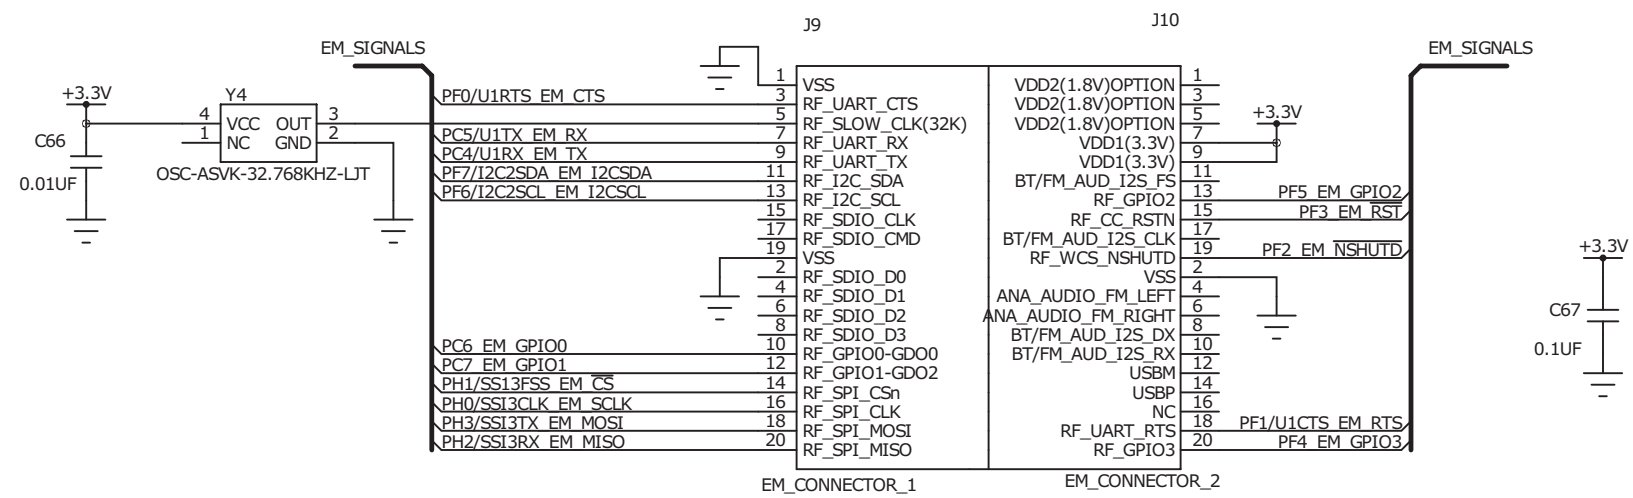 J9
J10
EM_SIGNALS
EM_SIGNALS
+3.3V
Y4
4 VCC OUT 3
1 NC GND 2
C66
0.01UF
OSC-ASVK-32.768KHZ-LJT
1 VSS
PF0/U1RTS_EM_CTS 3 RF_UART_CTS
5 RF_SLOW_CLK(32K)
PC5/U1TX_EM_RX 7 RF_UART_RX
PC4/U1RX_EM_TX 9 RF_UART_TX
PF7/I2C2SDA_EM_I2CSDA 11 RF_I2C_SDA
PF6/I2C2SCL_EM_I2CSCL 13 RF_I2C_SCL
15 RF_SDIO_CLK
17 RF_SDIO_CMD
19 VSS
2 RF_SDIO_D0
4 RF_SDIO_D1
6 RF_SDIO_D2
8 RF_SDIO_D3
PC6_EM_GPIO0 10 RF_GPIO0-GDO0
PC7_EM_GPIO1 12 RF_GPIO1-GDO2
PH1/SS13FSS_EM_CS 14 RF_SPI_CSn
PH0/SSI3CLK_EM_SCLK 16 RF_SPI_CLK
PH3/SSI3TX_EM_MOSI 18 RF_SPI_MOSI
PH2/SSI3RX_EM_MISO 20 RF_SPI_MISO
EM_CONNECTOR_1
VDD2(1.8V)OPTION 1
VDD2(1.8V)OPTION 3
VDD2(1.8V)OPTION 5
+3.3V
VDD1(3.3V) 7
VDD1(3.3V) 9
BT/FM_AUD_I2S_FS 11
RF_GPIO2 13 PF5_EM_GPIO2
RF_CC_RSTN 15 PF3_EM_RST
BT/FM_AUD_I2S_CLK 17
RF_WCS_NSHUTD 19 PF2_EM_NSHUTD
VSS 2
ANA_AUDIO_FM_LEFT 4
ANA_AUDIO_FM_RIGHT 6
BT/FM_AUD_I2S_DX 8
BT/FM_AUD_I2S_RX 10
USBM 12
USBP 14
NC 16
RF_UART_RTS 18 PF1/U1CTS_EM_RTS
RF_GPIO3 20 PF4_EM_GPIO3
EM_CONNECTOR_2
+3.3V
C67
0.1UF